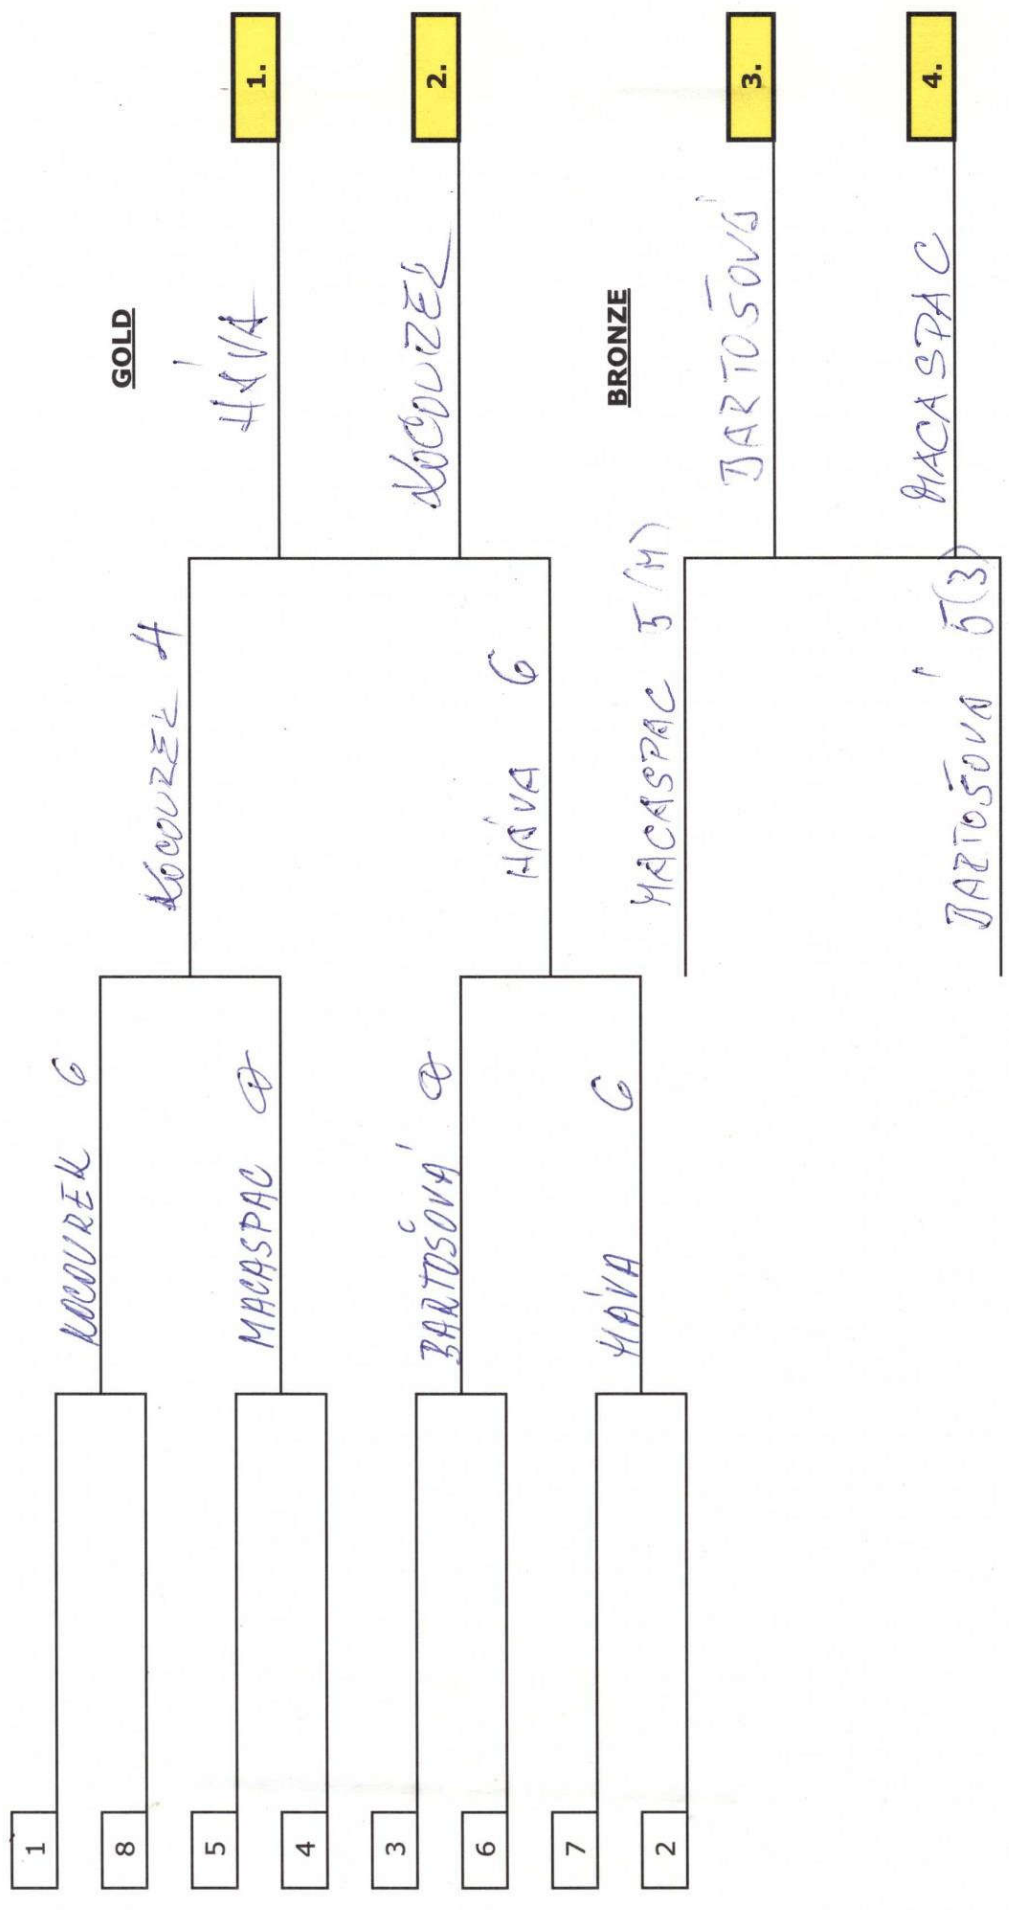 1
KOCOUREK 6
8
GOLD
KOCOUREK 4
5
MACASPAC 0
HÁVA 1.
4
3
BARTOŠOVÁ 0
KOCOUREK 2.
6
HÁVA 6
7
HÁVA 6
BRONZE
MACASPAC 5 (M)
2
BARTOŠOVÁ 3.
MACASPAC 4.
BARTOŠOVÁ 5(3)